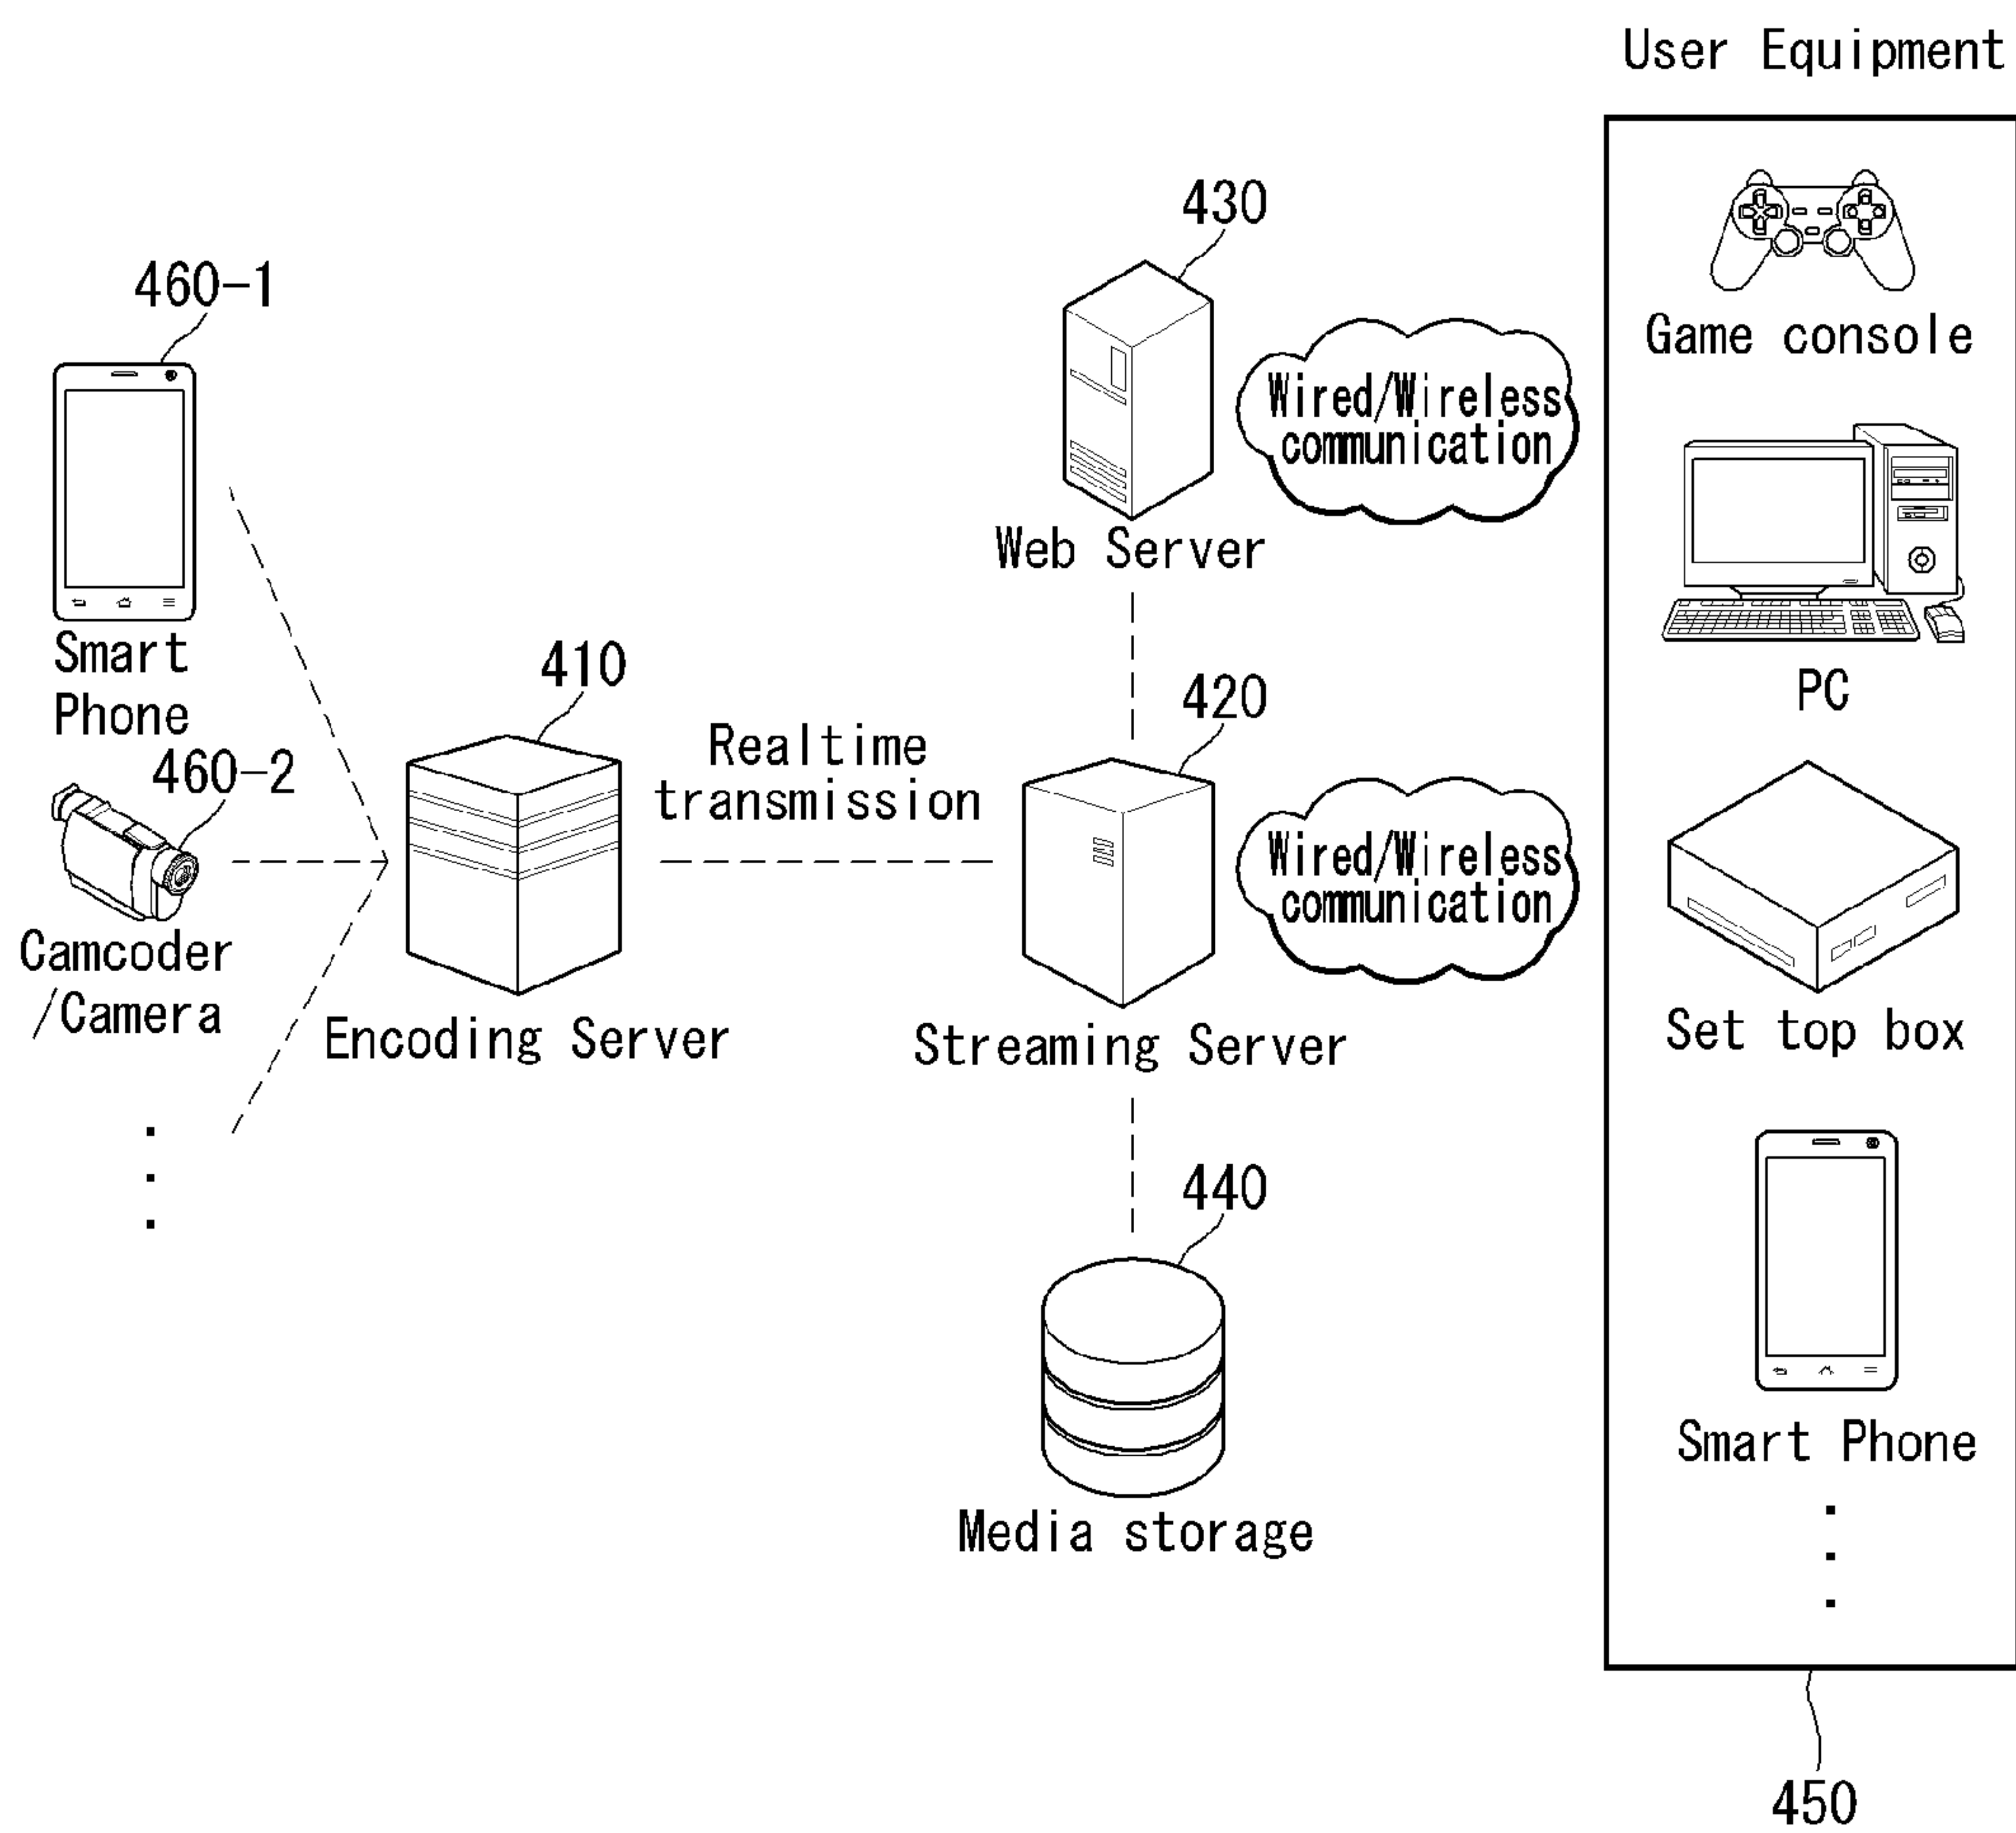 User Equipment
430
460-1
Game console
Wired/Wireless
communication
Web Server
Smart
Phone
410
420
PC
Realtime
transmission
460-2
Wired/Wireless
communication
Camcoder
/Camera
Encoding Server
Streaming Server
Set top box
440
Smart Phone
Media storage
450